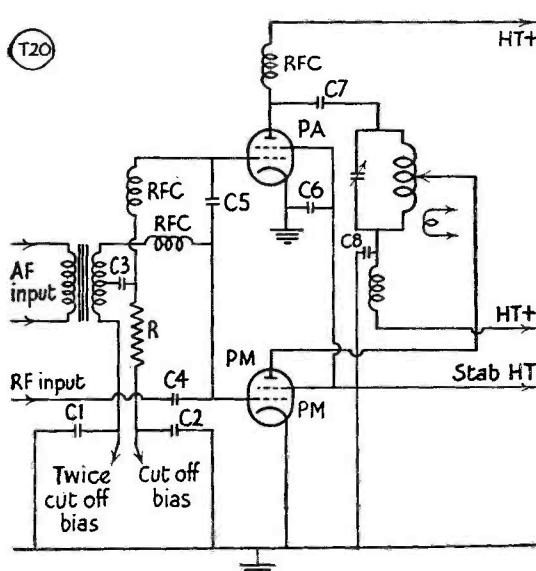 T20
HT+
RFC
C7
PA
RFC
C5
C6
RFC
C8
AF
input
C3
R
HT+
PM
Stab HT
RF input
C4
PM
C1
C2
Twice
cut off
bias
Cut off
bias